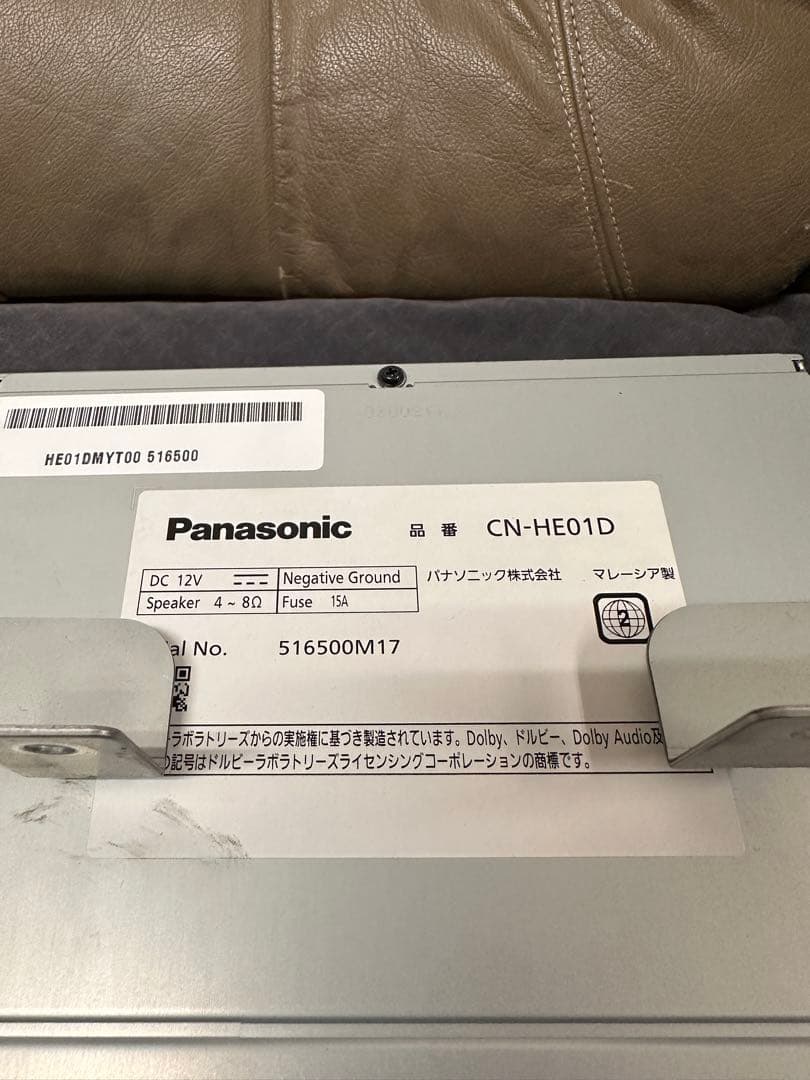 HE01DMYT00 516500
Panasonic 品番 CN-HE01D
DC 12V Negative Ground パナソニック株式会社 マレーシア製
Speaker 4 ~ 8Ω Fuse 15A
2
al No. 516500M17
ラボラトリーズからの実施権に基づき製造されています。Dolby、ドルビー、Dolby Audio及
の記号はドルビーラボラトリーズライセンシングコーポレーションの商標です。